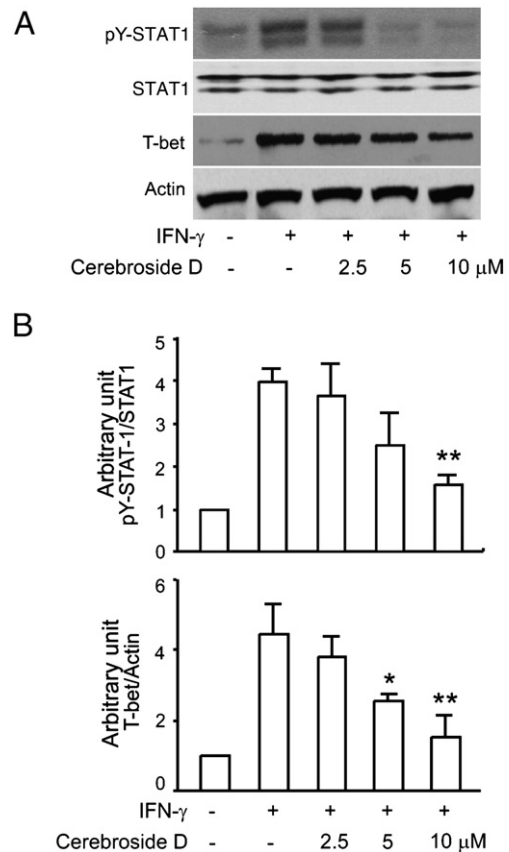 A
pY-STAT1
STAT1
T-bet
Actin
IFN-γ - + + + +
Cerebroside D - - 2.5 5 10 μM
B
Arbitrary unit
pY-STAT-1/STAT1
5
4
3
2
1
0
**
Arbitrary unit
T-bet/Actin
6
4
2
0
*
**
IFN-γ - + + + +
Cerebroside D - - 2.5 5 10 μM